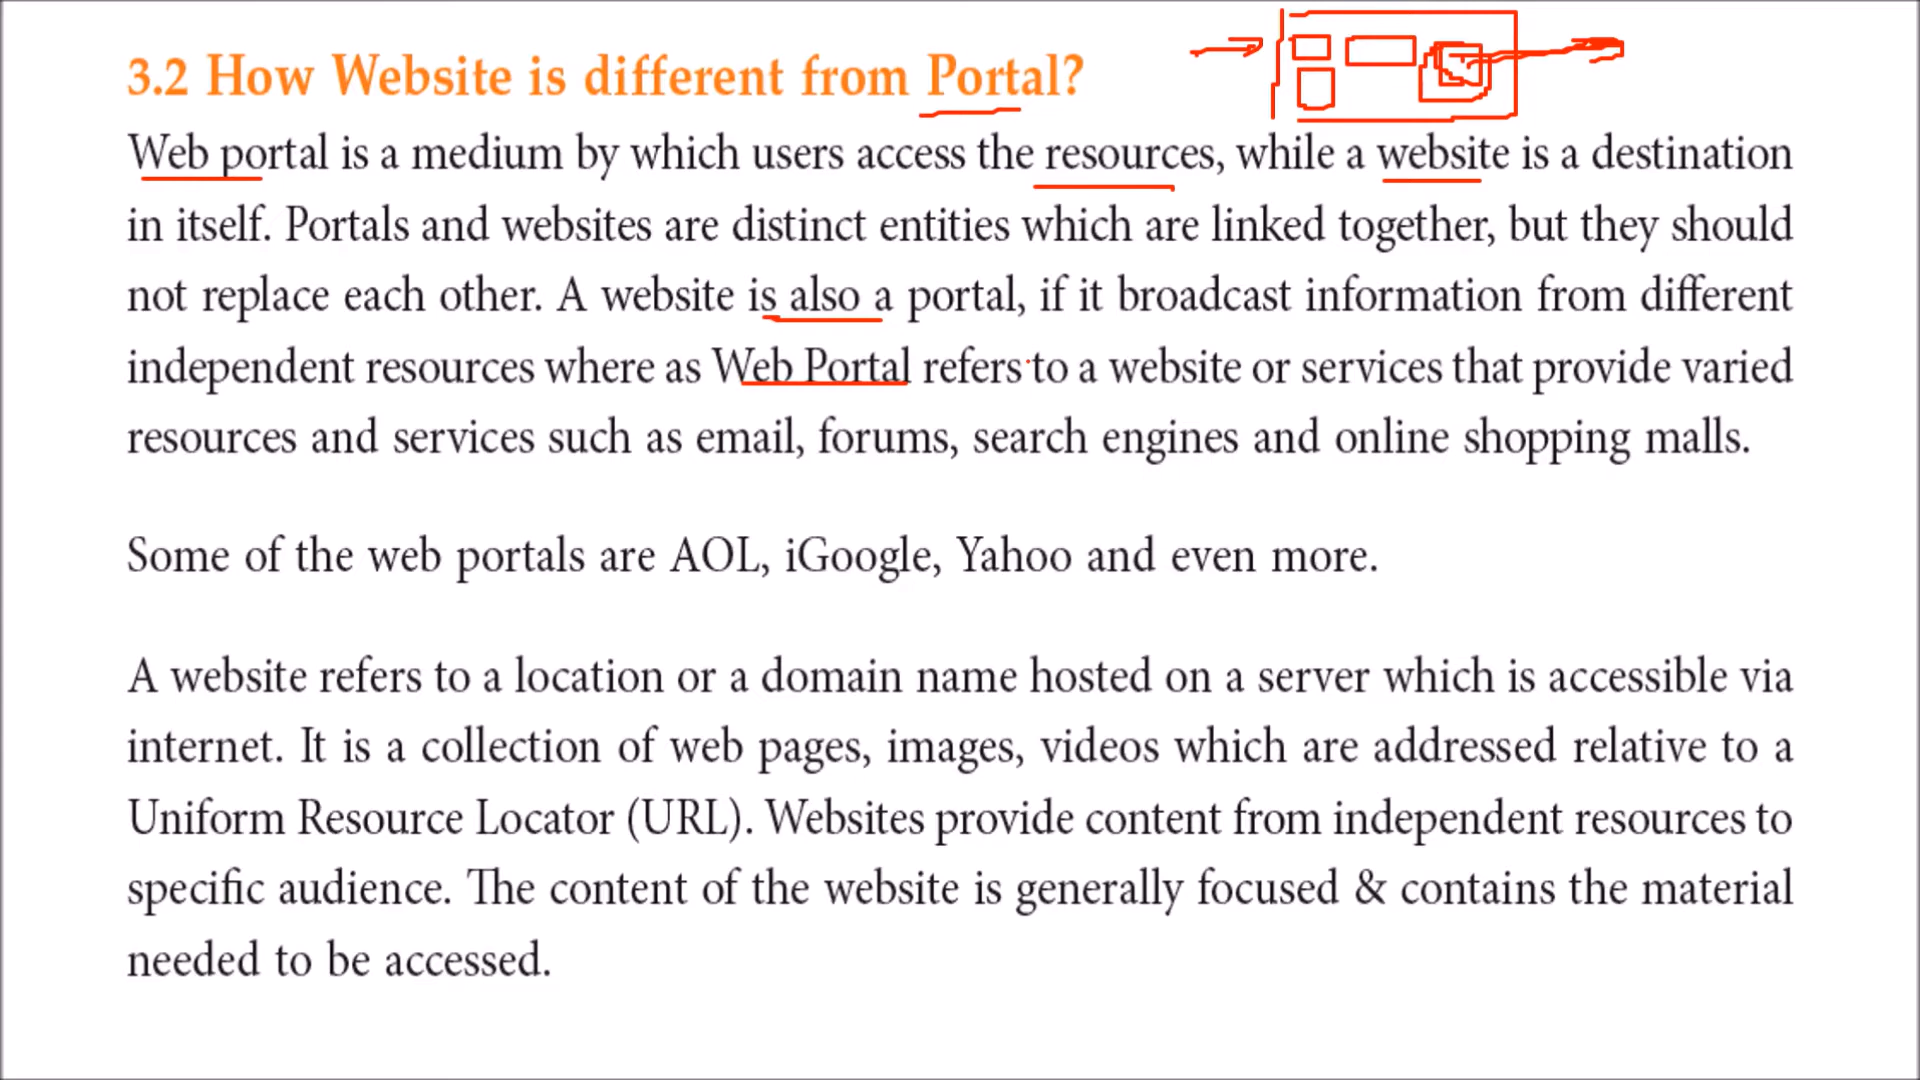 3.2 How Website is different from Portal?
Web portal is a medium by which users access the resources, while a website is a destination
in itself. Portals and websites are distinct entities which are linked together, but they should
not replace each other. A website is also a portal, if it broadcast information from different
independent resources where as Web Portal refers to a website or services that provide varied
resources and services such as email, forums, search engines and online shopping malls.
Some of the web portals are AOL, iGoogle, Yahoo and even more.
A website refers to a location or a domain name hosted on a server which is accessible via
internet. It is a collection of web pages, images, videos which are addressed relative to a
Uniform Resource Locator (URL). Websites provide content from independent resources to
specific audience. The content of the website is generally focused & contains the material
needed to be accessed.